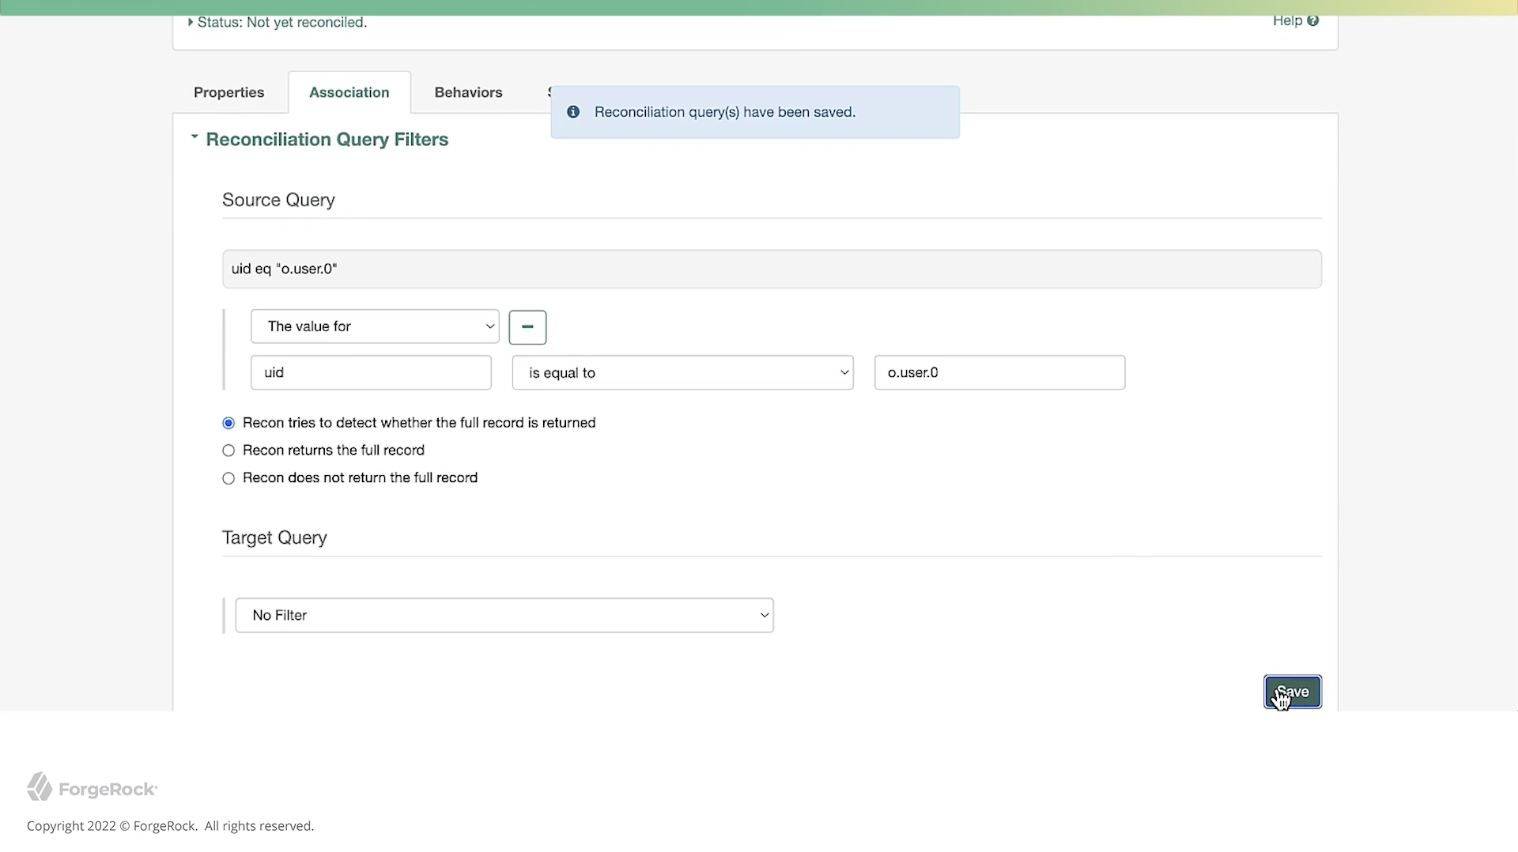 Status: Not yet reconciled.
Help
Properties
Association
Behaviors
Reconciliation query(s) have been saved.
Reconciliation Query Filters
Source Query
uid eq "o.user.0"
The value for
uid
is equal to
o.user.0
Recon tries to detect whether the full record is returned
Recon returns the full record
Recon does not return the full record
Target Query
No Filter
Save
ForgeRock
Copyright 2022 © ForgeRock. All rights reserved.